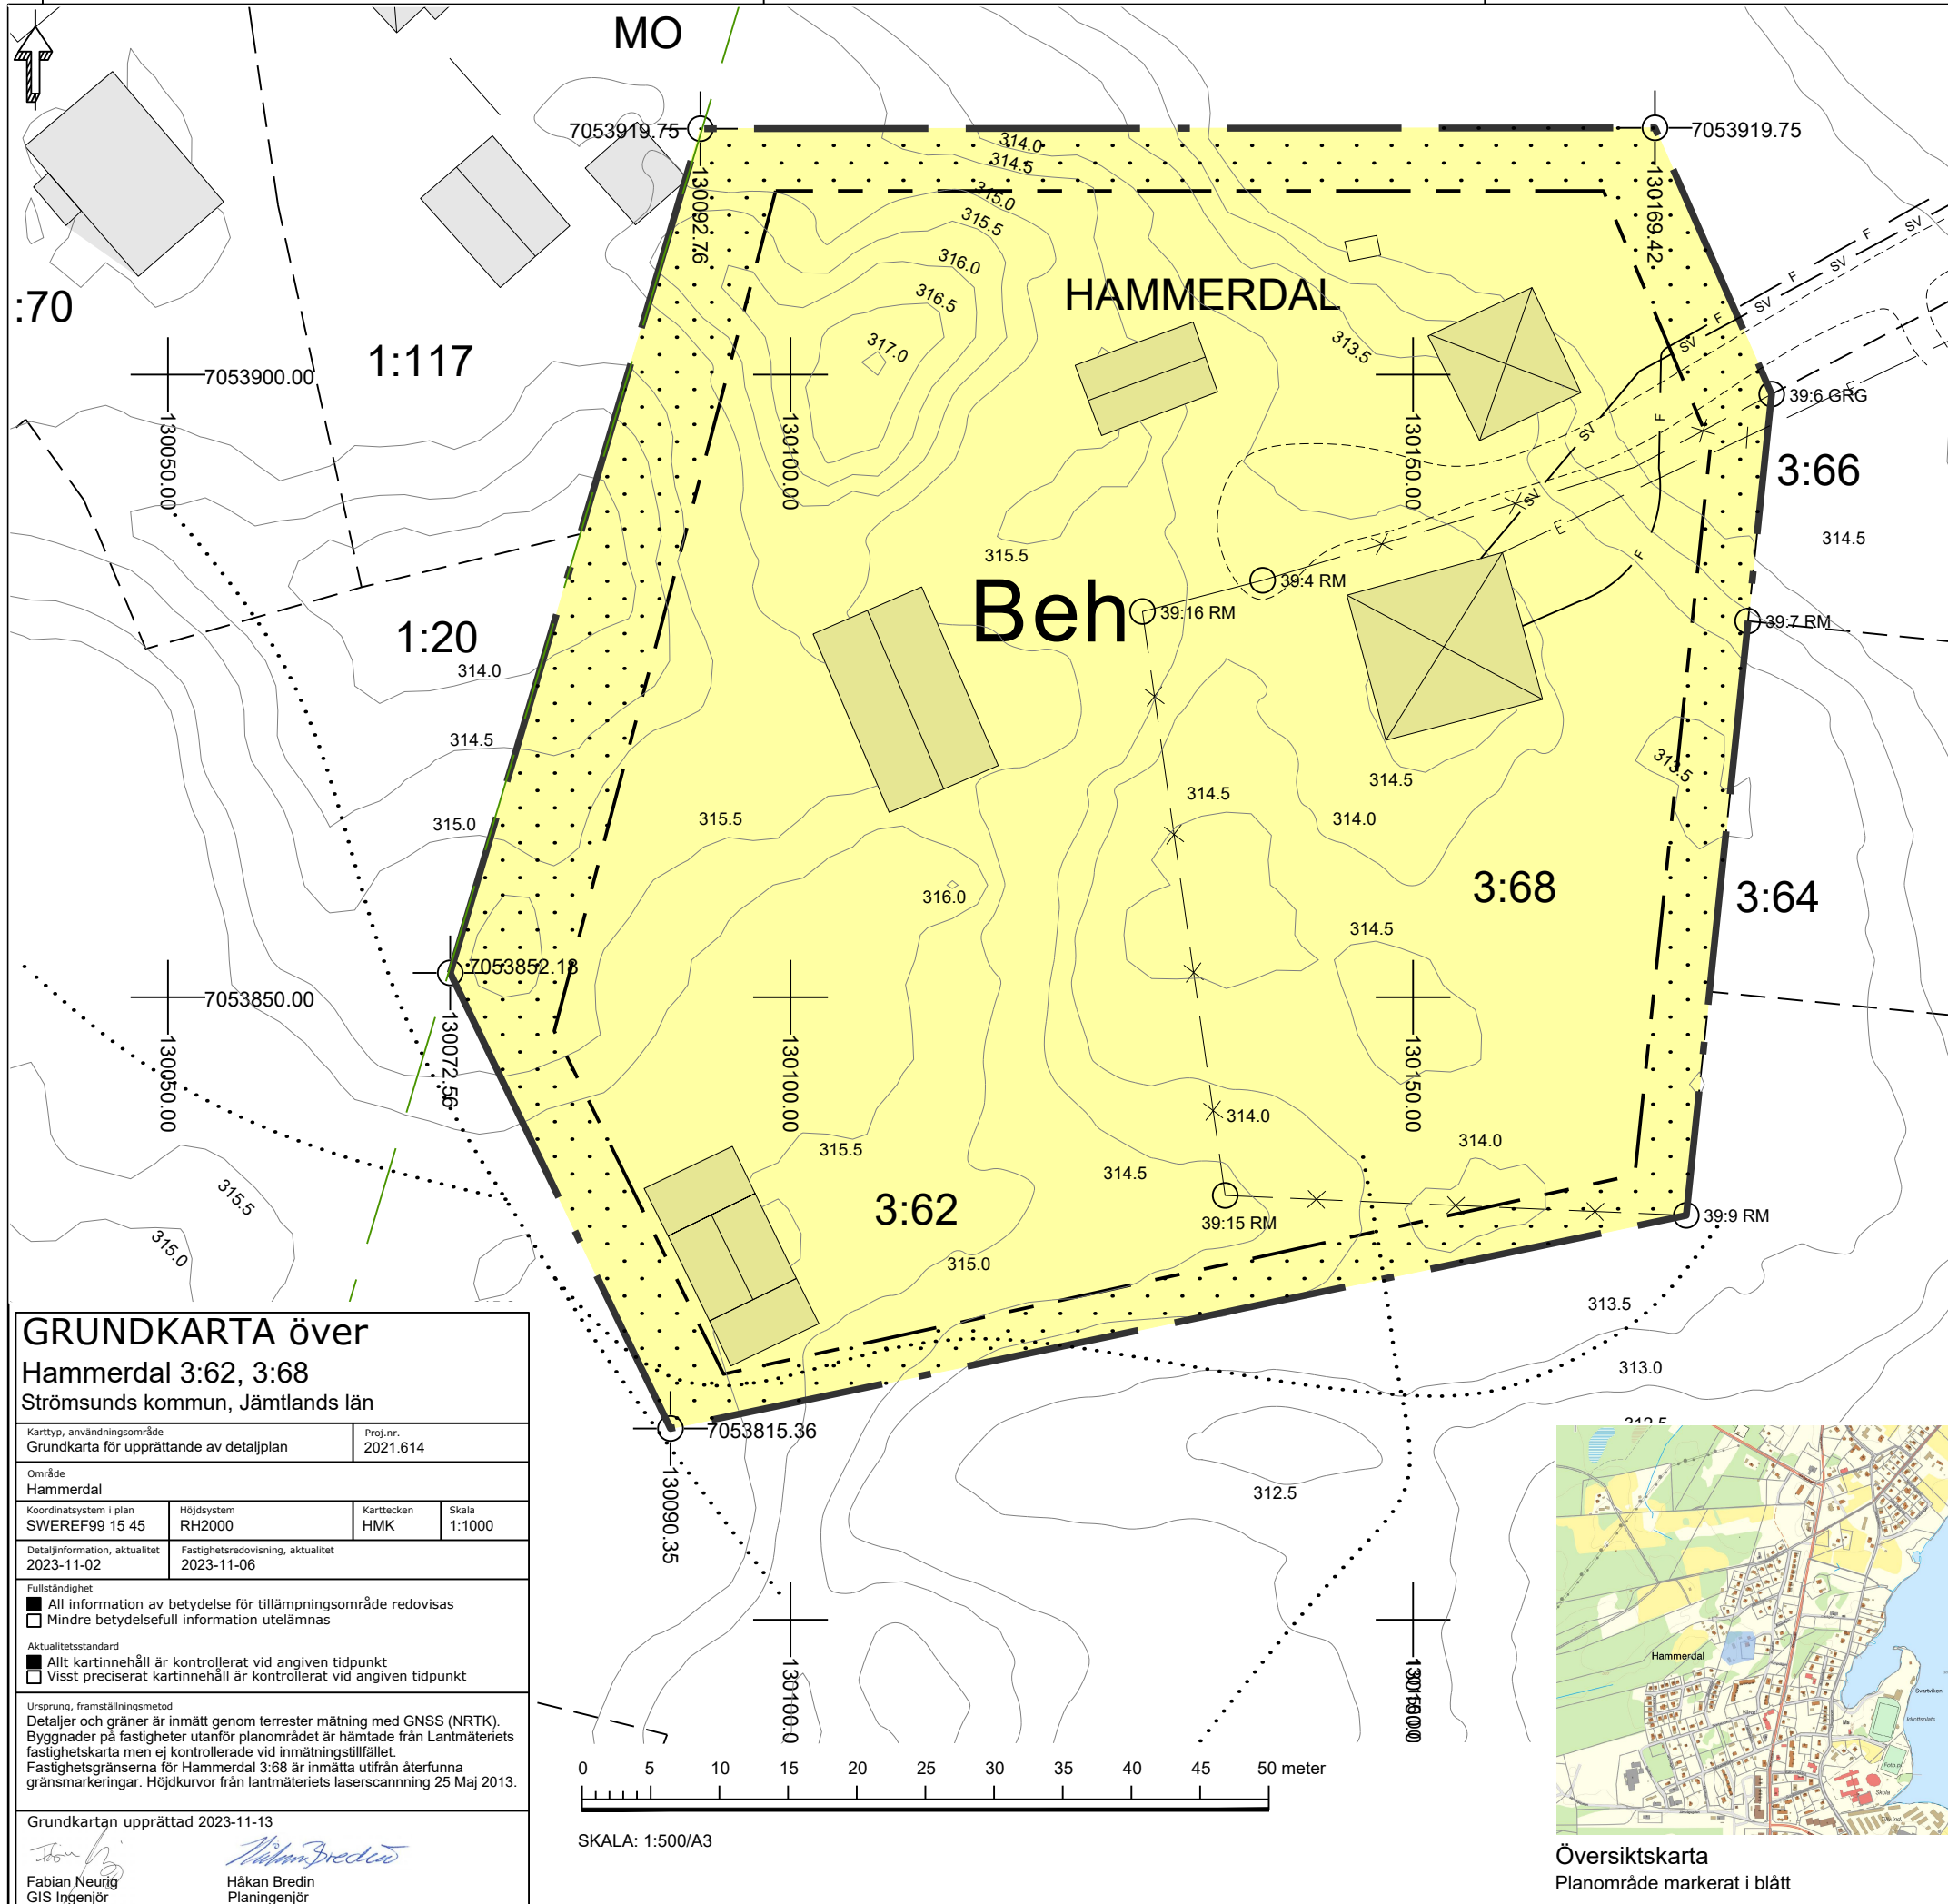 MO
7053919.75
7053919.75
130092.76
130169.42
314.0
314.5
315.0
315.5
316.0
316.5
317.0
HAMMERDAL
313.5
F
SV
F
SV
F
SV
SV
:70
1:117
7053900.00
130050.00
130100.00
130150.00
39:6 GRG
E
F
SV
SV
E
F
3:66
314.5
315.5
Beh
39:4 RM
39:16 RM
39:7 RM
1:20
314.0
314.5
315.0
315.5
314.5
314.5
314.0
313.5
316.0
3:68
3:64
314.5
7053852.18
7053850.00
130050.00
130072.56
130100.00
130150.00
315.5
314.5
314.0
314.0
3:62
39:15 RM
39:9 RM
315.5
315.0
315.0
313.5
313.0
312.5
7053815.36
130090.35
312.5
130100.0
GRUNDKARTA över
Hammerdal 3:62, 3:68
Strömsunds kommun, Jämtlands län
Karttyp, användningsområde
Grundkarta för upprättande av detaljplan
Proj.nr.
2021.614
Område
Hammerdal
Koordinatsystem i plan
SWEREF99 15 45
Höjdsystem
RH2000
Karttecken
HMK
Skala
1:1000
Detaljinformation, aktualitet
2023-11-02
Fastighetsredovisning, aktualitet
2023-11-06
Fullständighet
All information av betydelse för tillämpningsområde redovisas
Mindre betydelsefull information utelämnas
Aktualitetsstandard
Allt kartinnehåll är kontrollerat vid angiven tidpunkt
Visst preciserat kartinnehåll är kontrollerat vid angiven tidpunkt
Ursprung, framställningsmetod
Detaljer och gräner är inmätt genom terrester mätning med GNSS (NRTK).
Byggnader på fastigheter utanför planområdet är hämtade från Lantmäteriets
fastighetskarta men ej kontrollerade vid inmätningstillfället.
Fastighetsgränserna för Hammerdal 3:68 är inmätta utifrån återfunna
gränsmarkeringar. Höjdkurvor från lantmäteriets laserscannning 25 Maj 2013.
Grundkartan upprättad 2023-11-13
Håkan Bredin
Fabian Neurig
GIS Ingenjör
Håkan Bredin
Planingenjör
0 5 10 15 20 25 30 35 40 45 50 meter
SKALA: 1:500/A3
Hammerdal
Svartviken
Idrottsplats
Skola
Översiktskarta
Planområde markerat i blått